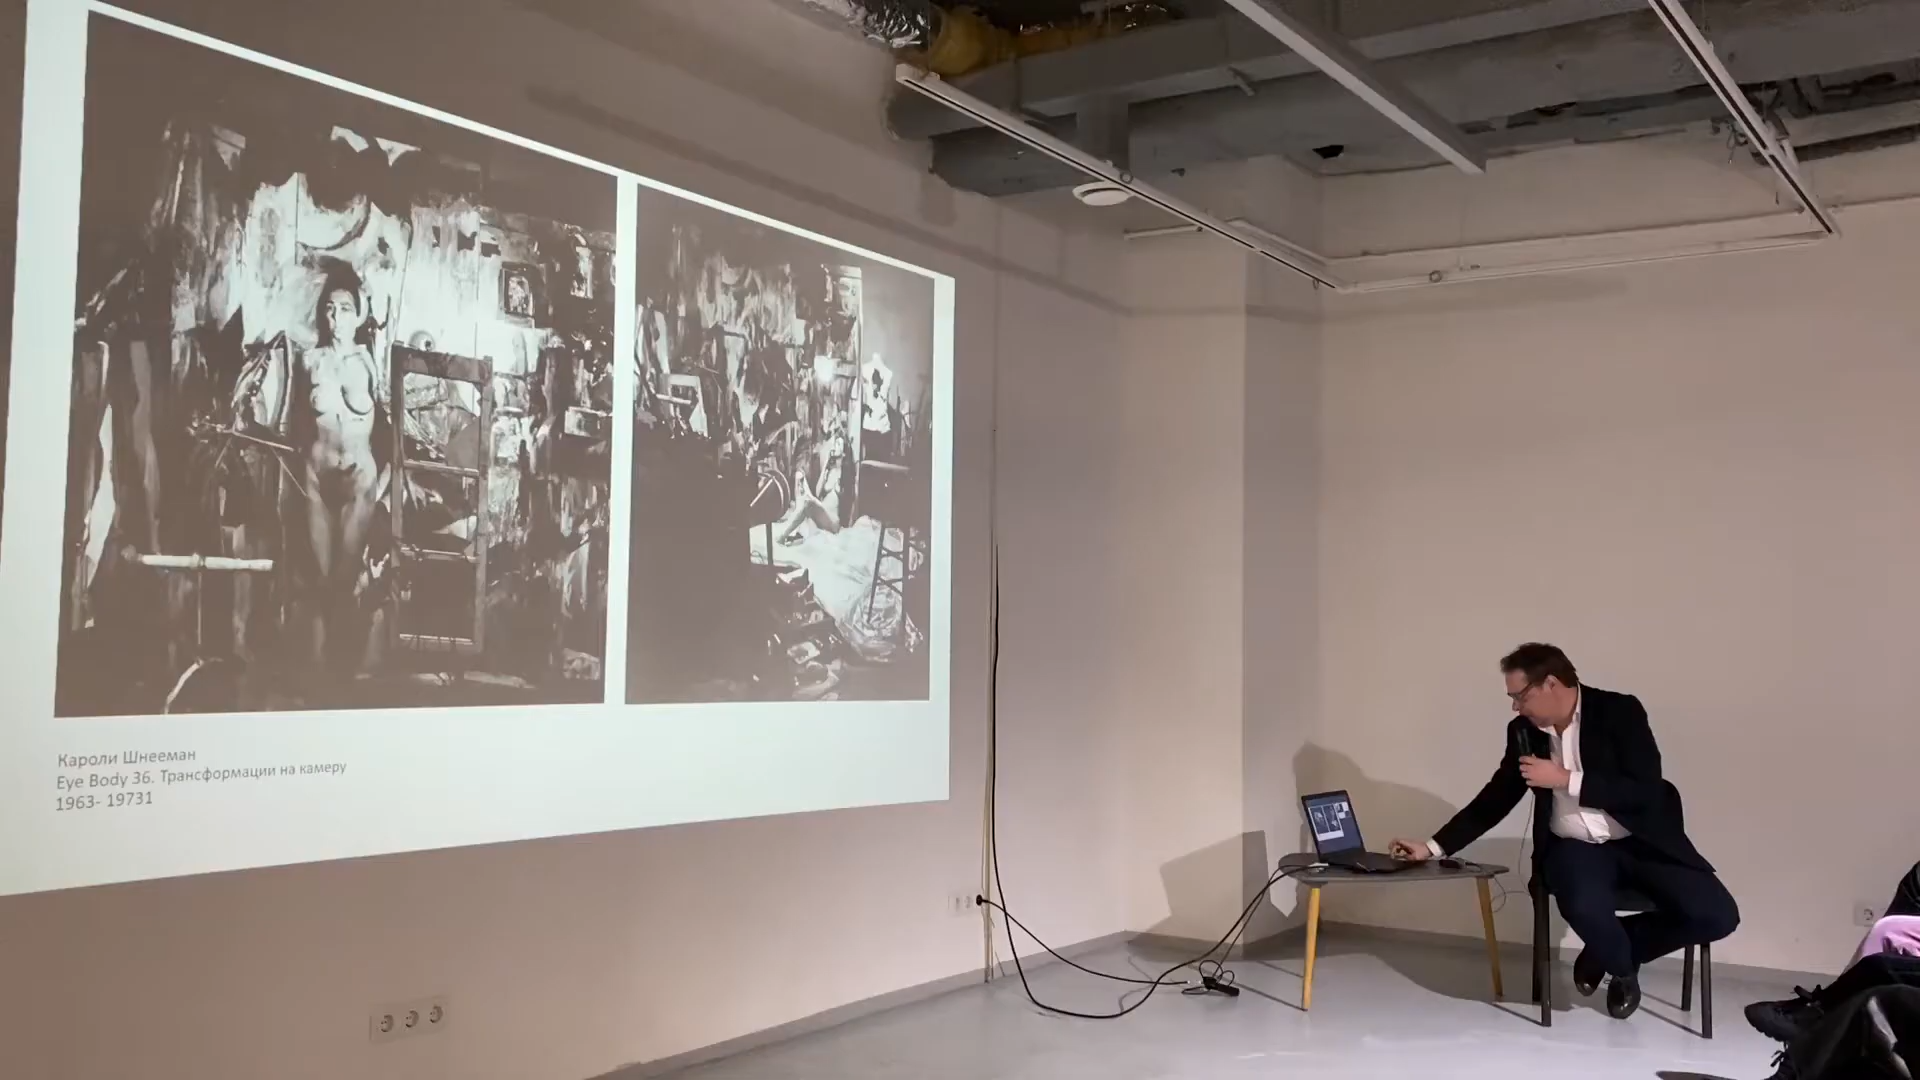 Кароли Шнееман
Eye Body 36. Трансформации на камеру
1963- 19731